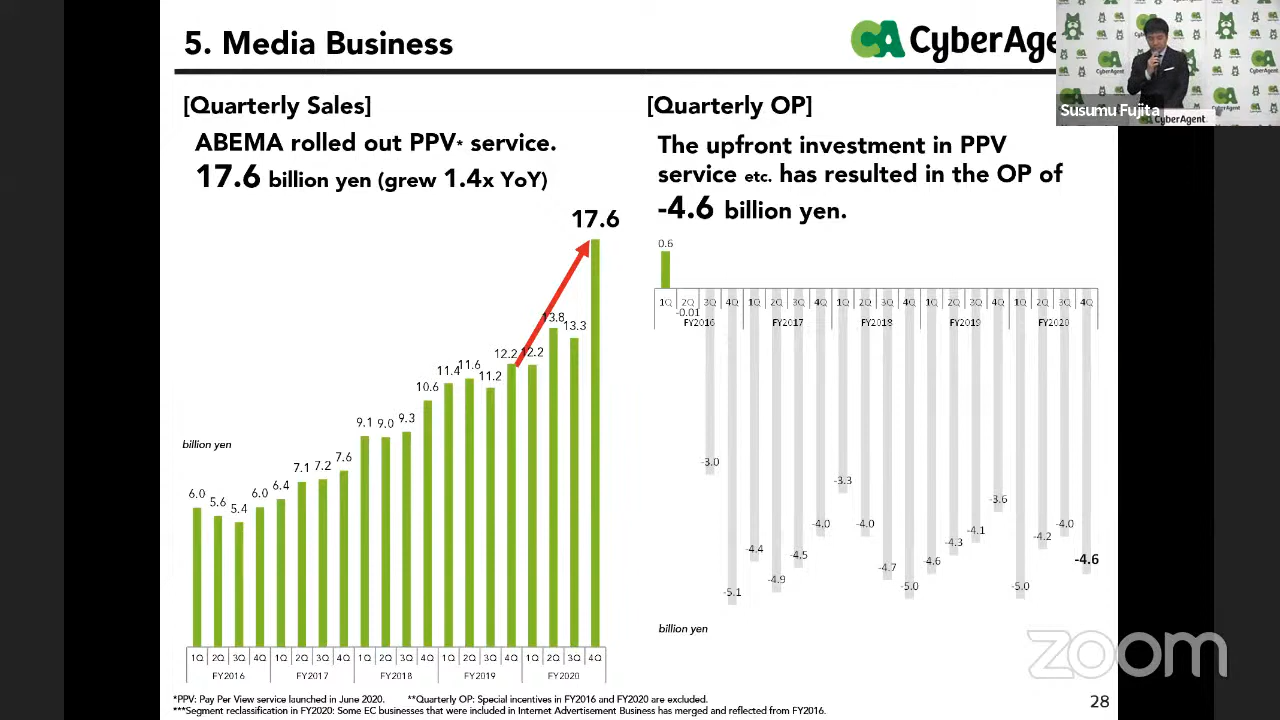 5. Media Business
CyberAge
Susumu Fujita
CyberAgent
[Quarterly Sales]
ABEMA rolled out PPV* service.
17.6 billion yen (grew 1.4x YoY)
17.6
13.8
13.3
12.2
12.2
11.4
11.6
11.2
10.6
9.1
9.0
9.3
billion yen
7.6
7.1
7.2
6.4
6.0
5.6
5.4
6.0
1Q 2Q 3Q 4Q 1Q 2Q 3Q 4Q 1Q 2Q 3Q 4Q 1Q 2Q 3Q 4Q 1Q 2Q 3Q 4Q
FY2016 FY2017 FY2018 FY2019 FY2020
[Quarterly OP]
The upfront investment in PPV
service etc. has resulted in the OP of
-4.6 billion yen.
0.6
1Q 2Q 3Q 4Q 1Q 2Q 3Q 4Q 1Q 2Q 3Q 4Q 1Q 2Q 3Q 4Q 1Q 2Q 3Q 4Q
-0.01
FY2016 FY2017 FY2018 FY2019 FY2020
-3.0
-5.1
-4.4
-4.9
-4.5
-4.0
-3.3
-4.0
-4.7
-5.0
-4.6
-4.3
-4.1
-3.6
-5.0
-4.2
-4.0
-4.6
billion yen
zoom
*PPV: Pay Per View service launched in June 2020. **Quarterly OP: Special incentives in FY2016 and FY2020 are excluded.
***Segment reclassification in FY2020: Some EC businesses that were included in Internet Advertisement Business has merged and reflected from FY2016.
28